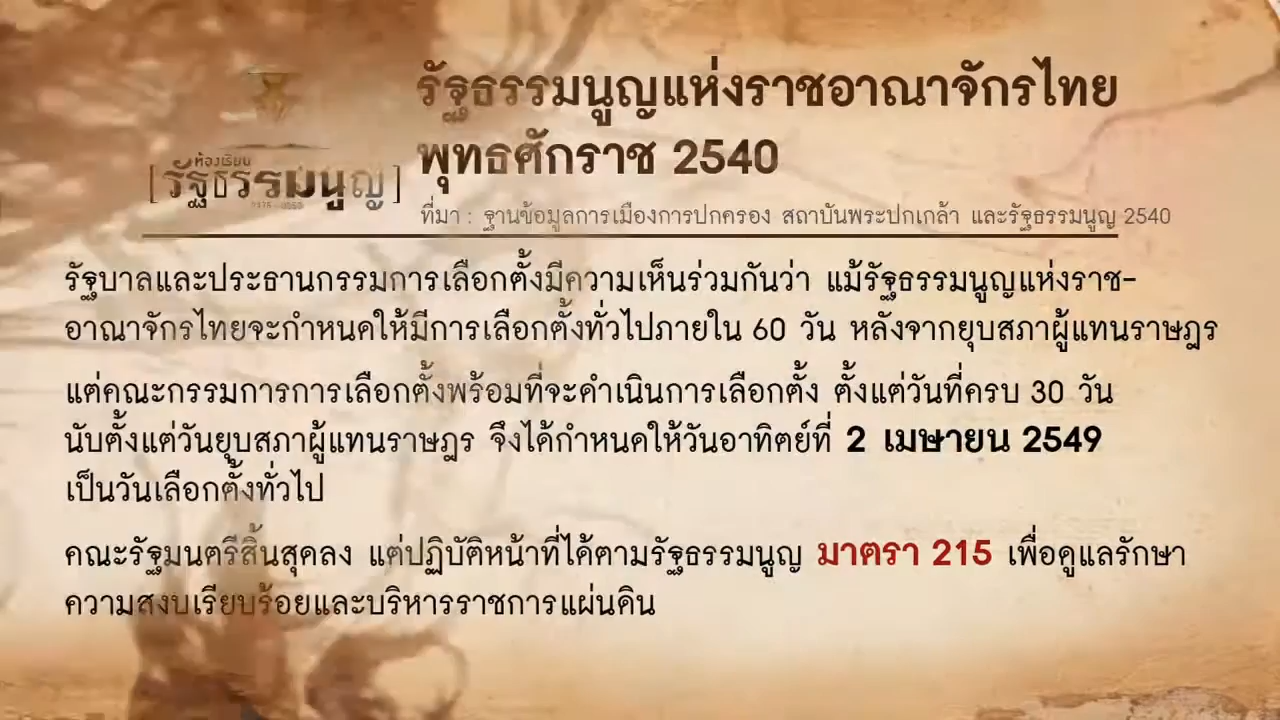 รัฐธรรมนูญแห่งราชอาณาจักรไทย
พุทธศักราช 2540
ห้องเรียน
[รัฐธรรมนูญ]
ที่มา : ฐานข้อมูลการเมืองการปกครอง สถาบันพระปกเกล้า และรัฐธรรมนูญ 2540
รัฐบาลและประธานกรรมการเลือกตั้งมีความเห็นร่วมกันว่า แม้รัฐธรรมนูญแห่งราช-
อาณาจักรไทยจะกำหนดให้มีการเลือกตั้งทั่วไปภายใน 60 วัน หลังจากยุบสภาผู้แทนราษฎร
แต่คณะกรรมการการเลือกตั้งพร้อมที่จะดำเนินการเลือกตั้ง ตั้งแต่วันที่ครบ 30 วัน
นับตั้งแต่วันยุบสภาผู้แทนราษฎร จึงได้กำหนดให้วันอาทิตย์ที่ 2 เมษายน 2549
เป็นวันเลือกตั้งทั่วไป
คณะรัฐมนตรีสิ้นสุดลง แต่ปฏิบัติหน้าที่ได้ตามรัฐธรรมนูญ มาตรา 215 เพื่อดูแลรักษา
ความสงบเรียบร้อยและบริหารราชการแผ่นดิน